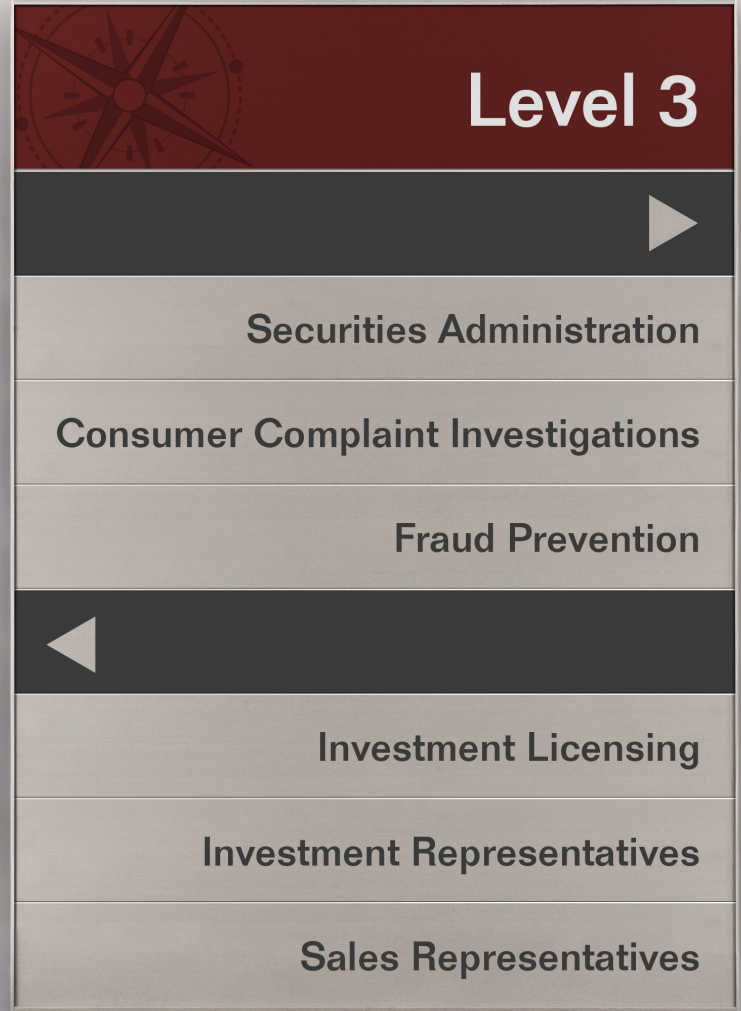 Level 3
Securities Administration
Consumer Complaint Investigations
Fraud Prevention
Investment Licensing
Investment Representatives
Sales Representatives